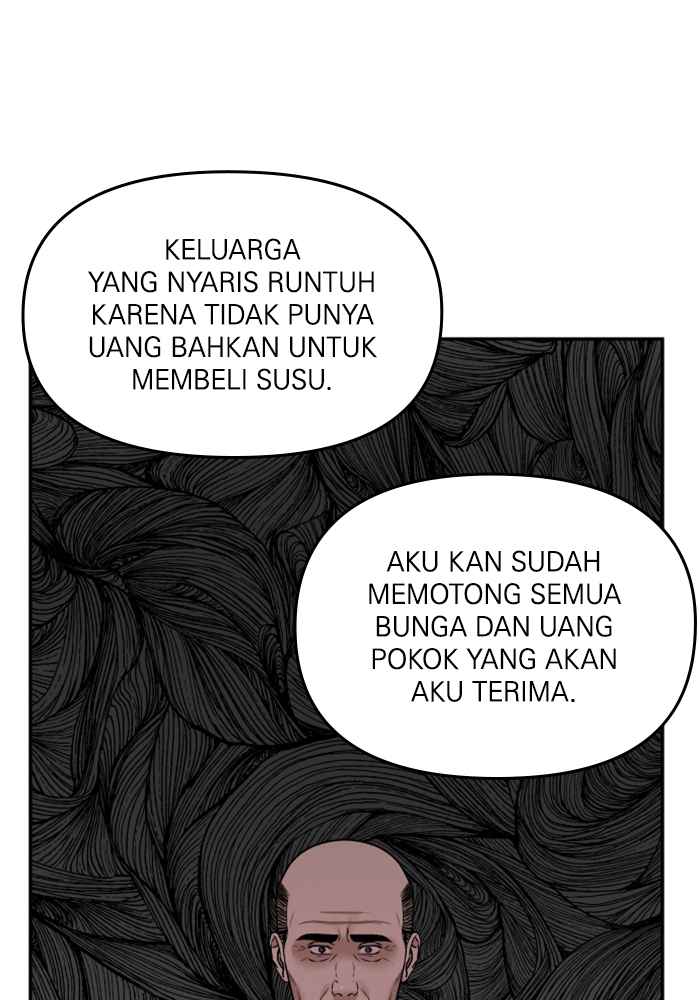 KELUARGA
YANG NYARIS RUNTUH
KARENA TIDAK PUNYA
UANG BAHKAN UNTUK
MEMBELI SUSU.
AKU KAN SUDAH
MEMOTONG SEMUA
BUNGA DAN UANG
POKOK YANG AKAN
AKU TERIMA.